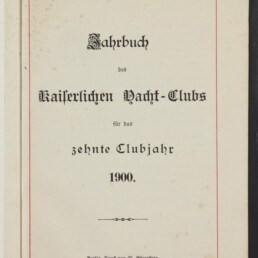 Jahrbuch
des
Kaiserlichen Yacht-Clubs
für das
zehnte Clubjahr
1900.